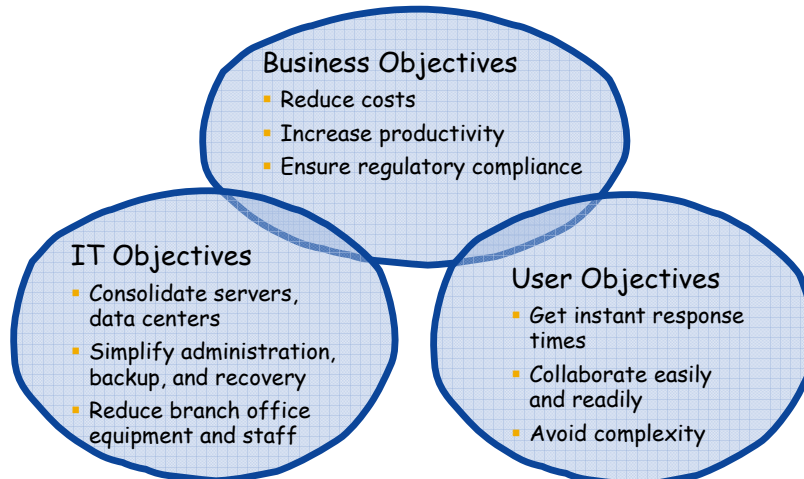 Business Objectives
▪ Reduce costs
▪ Increase productivity
▪ Ensure regulatory compliance
IT Objectives
▪ Consolidate servers,
data centers
▪ Simplify administration,
backup, and recovery
▪ Reduce branch office
equipment and staff
User Objectives
▪ Get instant response
times
▪ Collaborate easily
and readily
▪ Avoid complexity